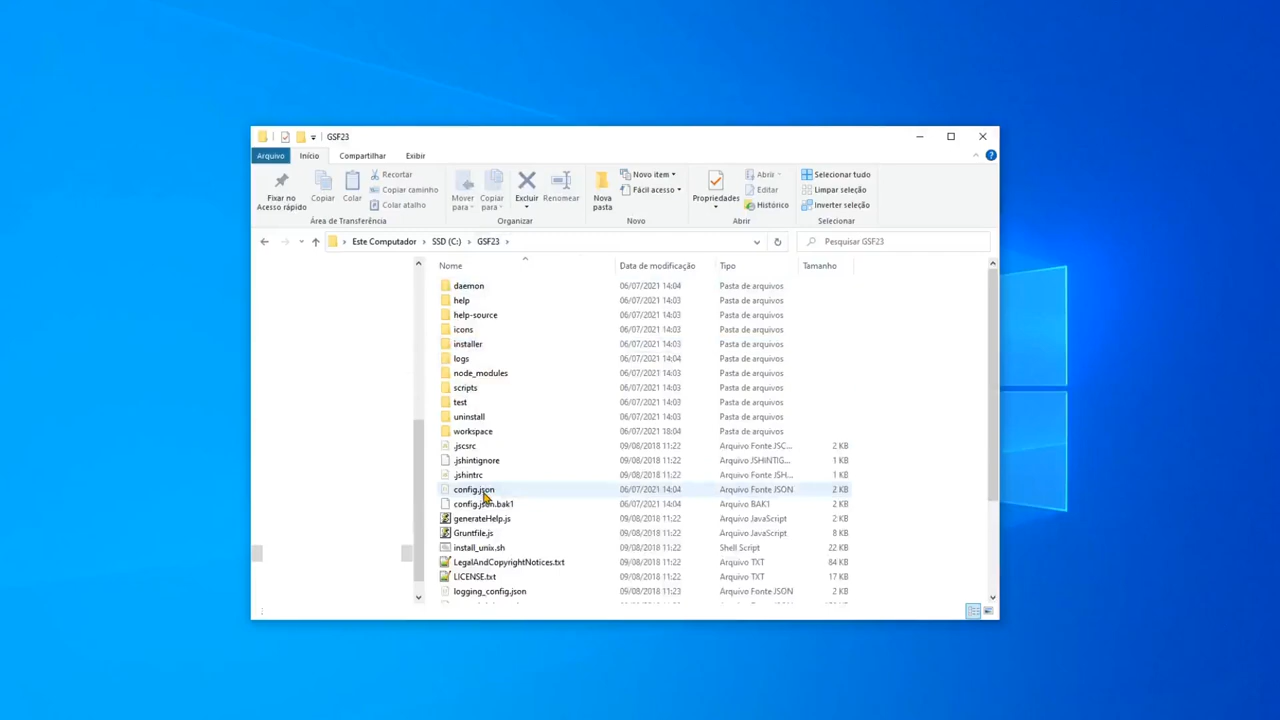 GSF23
Arquivo Início Compartilhar Exibir
Fixar no Acesso rápido
Copiar
Colar
Recortar
Copiar caminho
Colar atalho
Área de Transferência
Mover para
Copiar para
Excluir
Renomear
Organizar
Nova pasta
Novo item
Fácil acesso
Novo
Propriedades
Abrir
Editar
Histórico
Abrir
Selecionar tudo
Limpar seleção
Inverter seleção
Selecionar
Este Computador > SSD (C:) > GSF23 >
Pesquisar GSF23
Nome Data de modificação Tipo Tamanho
daemon 06/07/2021 14:04 Pasta de arquivos
help 06/07/2021 14:03 Pasta de arquivos
help-source 06/07/2021 14:03 Pasta de arquivos
icons 06/07/2021 14:03 Pasta de arquivos
installer 06/07/2021 14:03 Pasta de arquivos
logs 06/07/2021 14:04 Pasta de arquivos
node_modules 06/07/2021 14:03 Pasta de arquivos
scripts 06/07/2021 14:03 Pasta de arquivos
test 06/07/2021 14:03 Pasta de arquivos
uninstall 06/07/2021 14:03 Pasta de arquivos
workspace 06/07/2021 18:04 Pasta de arquivos
.jscsrc 09/08/2018 11:22 Arquivo Fonte JSC... 2 KB
.jshintignore 09/08/2018 11:22 Arquivo JSHINTIG... 1 KB
.jshintrc 09/08/2018 11:22 Arquivo Fonte JSH... 1 KB
config.json 06/07/2021 14:04 Arquivo Fonte JSON 2 KB
config.json.bak1 06/07/2021 14:04 Arquivo BAK1 2 KB
generateHelp.js 09/08/2018 11:22 Arquivo JavaScript 2 KB
Gruntfile.js 09/08/2018 11:22 Arquivo JavaScript 8 KB
install_unix.sh 09/08/2018 11:22 Shell Script 22 KB
LegalAndCopyrightNotices.txt 09/08/2018 11:22 Arquivo TXT 84 KB
LICENSE.txt 09/08/2018 11:22 Arquivo TXT 17 KB
logging_config.json 09/08/2018 11:23 Arquivo Fonte JSON 2 KB